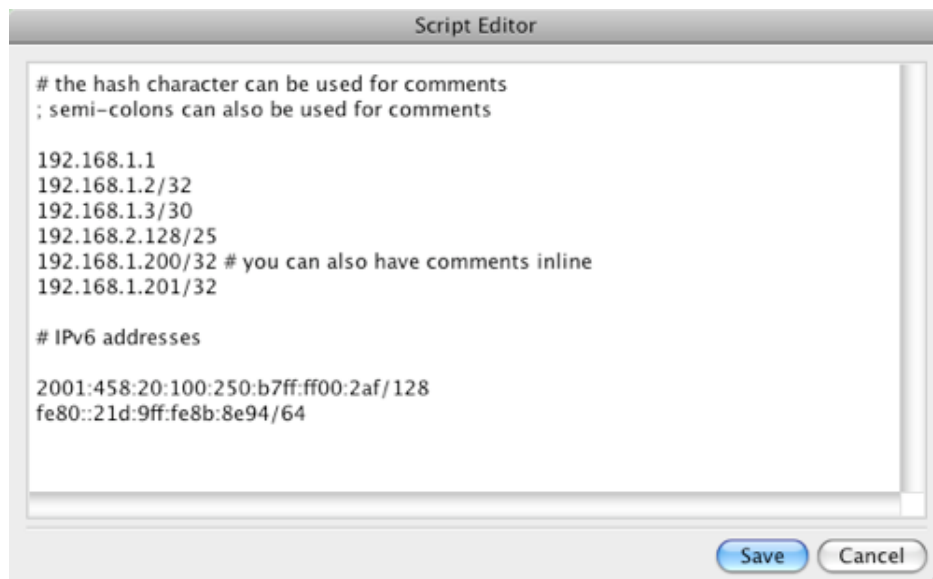 Script Editor
# the hash character can be used for comments
; semi-colons can also be used for comments
192.168.1.1
192.168.1.2/32
192.168.1.3/30
192.168.2.128/25
192.168.1.200/32 # you can also have comments inline
192.168.1.201/32
# IPv6 addresses
2001:458:20:100:250:b7ff:ff00:2af/128
fe80::21d:9ff:fe8b:8e94/64
Save
Cancel